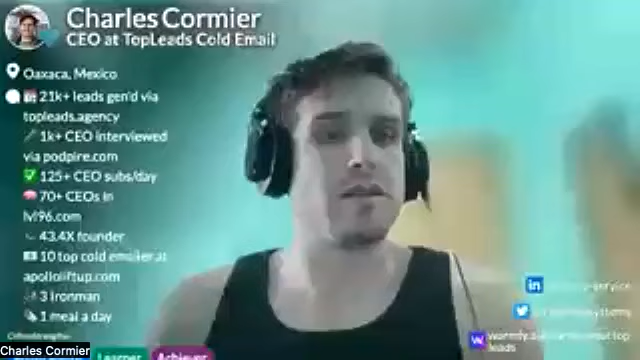 Charles Cormier
CEO at TopLeads Cold Email
Oaxaca, Mexico
21k+ leads gen'd via
topleads.agency
1k+ CEO interviewed
via podpire.com
125+ CEO subs/day
70+ CEOs in
lvl96.com
43.4X founder
10 top cold emailer at
apolloliftup.com
3 Ironman
1 meal a day
Charles Cormier
Learner
Achiever